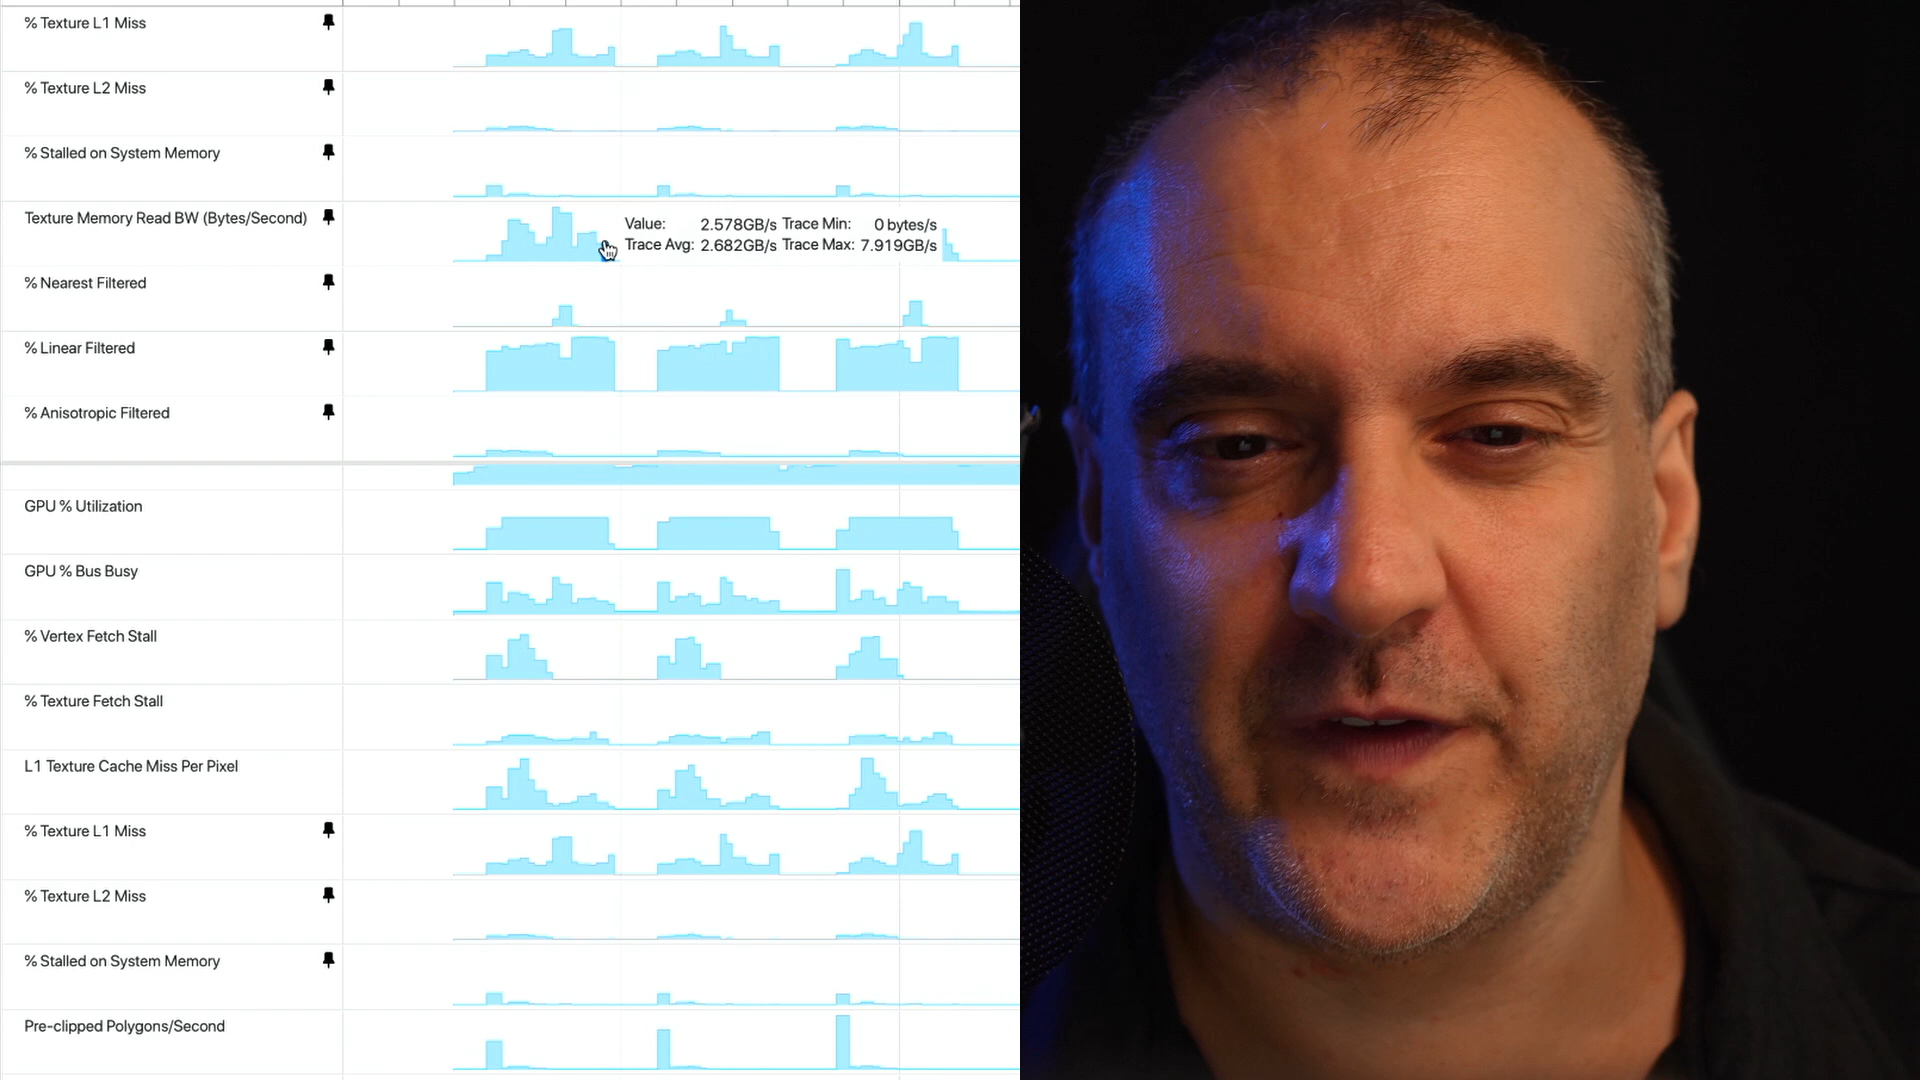 % Texture L1 Miss
% Texture L2 Miss
% Stalled on System Memory
Texture Memory Read BW (Bytes/Second)
Value: 2.578GB/s Trace Min: 0 bytes/s
Trace Avg: 2.682GB/s Trace Max: 7.919GB/s
% Nearest Filtered
% Linear Filtered
% Anisotropic Filtered
GPU % Utilization
GPU % Bus Busy
% Vertex Fetch Stall
% Texture Fetch Stall
L1 Texture Cache Miss Per Pixel
% Texture L1 Miss
% Texture L2 Miss
% Stalled on System Memory
Pre-clipped Polygons/Second